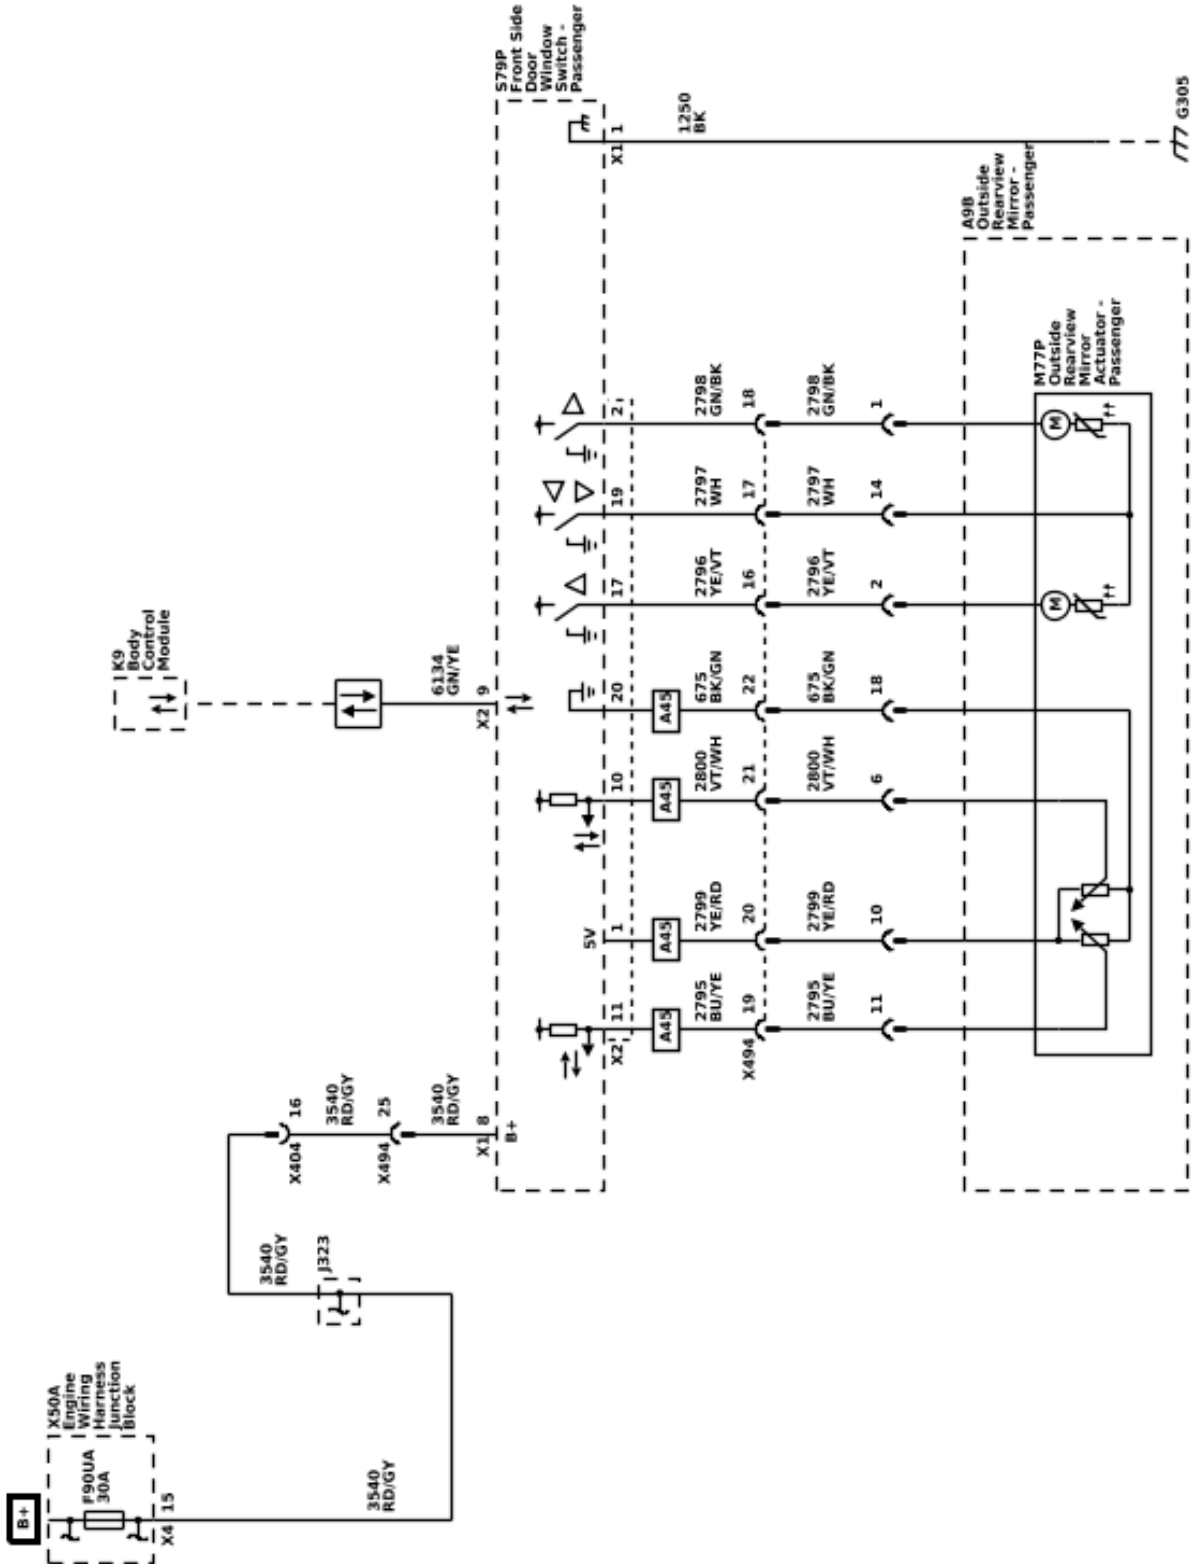 B+
X50A
Engine
Wiring
Harness
Junction
Block
F90UA
30A
X4 15
3540
RD/GY
3540
RD/GY
J323
X404 16
3540
RD/GY
X494 25
3540
RD/GY
X1 8
B+
K9
Body
Control
Module
6134
GN/YE
X2 9
S79P
Front Side
Door
Window
Switch -
Passenger
5V
X2 11
1
10
20
17
19
2
X1 1
A45
A45
A45
A45
2795
BU/YE
2799
YE/RD
2800
VT/WH
675
BK/GN
2796
YE/VT
2797
WH
2798
GN/BK
1250
BK
X494 19
20
21
22
16
17
18
2795
BU/YE
2799
YE/RD
2800
VT/WH
675
BK/GN
2796
YE/VT
2797
WH
2798
GN/BK
11
10
6
18
2
14
1
A9B
Outside
Rearview
Mirror -
Passenger
M77P
Outside
Rearview
Mirror
Actuator -
Passenger
M
M
G305